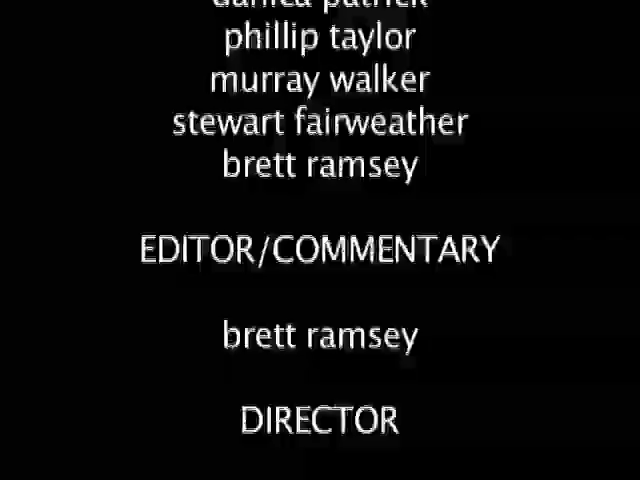 danica patrick
phillip taylor
murray walker
stewart fairweather
brett ramsey
EDITOR/COMMENTARY
brett ramsey
DIRECTOR